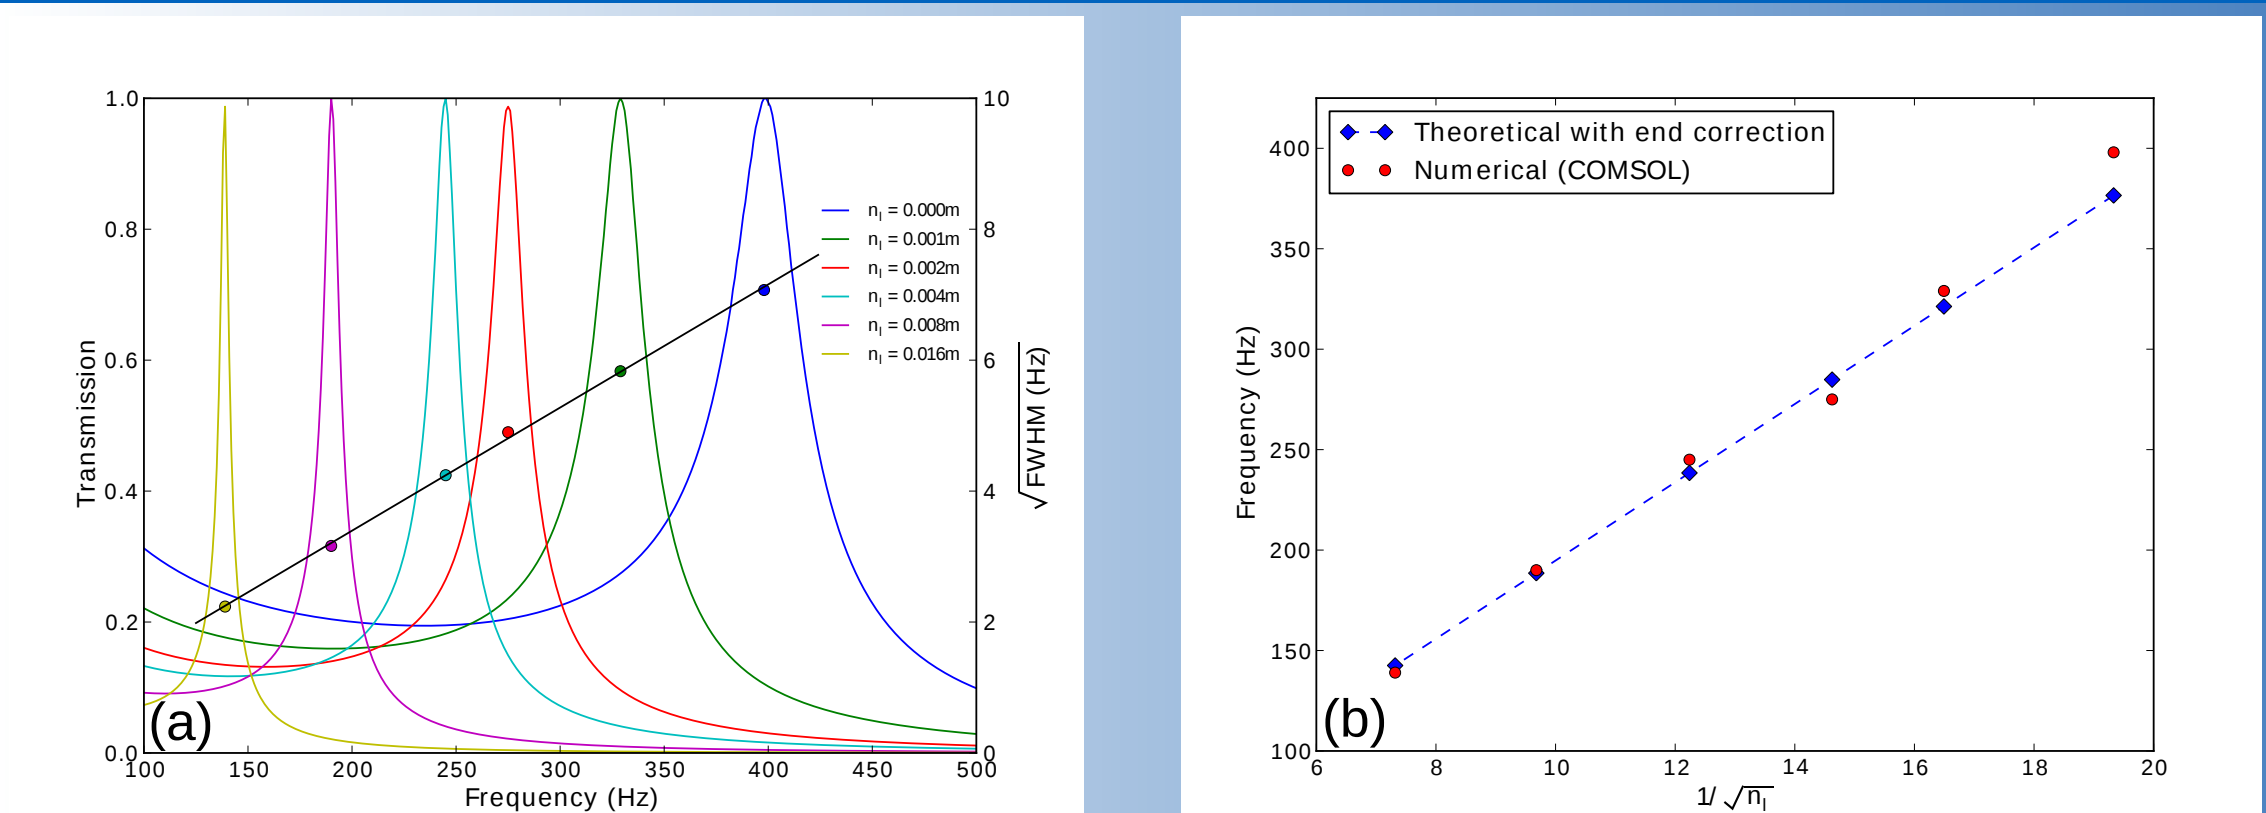 1.0
0.8
0.6
0.4
0.2
0.0
Transmission
10
8
6
4
2
0
√FWHM (Hz)
n_l = 0.000m
n_l = 0.001m
n_l = 0.002m
n_l = 0.004m
n_l = 0.008m
n_l = 0.016m
(a)
100 150 200 250 300 350 400 450 500
Frequency (Hz)
Theoretical with end correction
Numerical (COMSOL)
400
350
300
250
200
150
100
Frequency (Hz)
(b)
6 8 10 12 14 16 18 20
1/√n_l